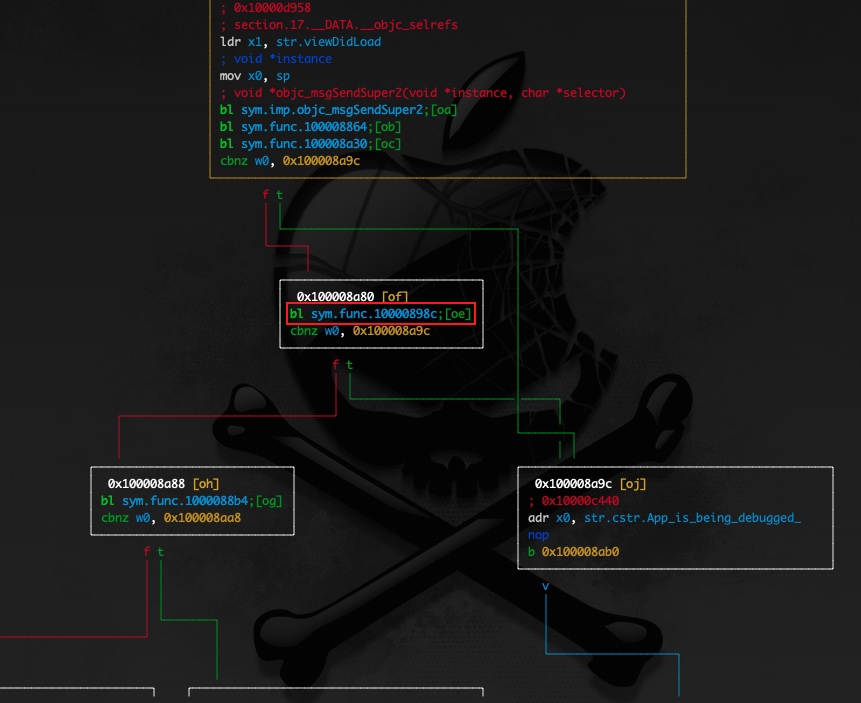 ; 0x10000d958
; section.17.__DATA.__objc_selrefs
ldr x1, str.viewDidLoad
; void *instance
mov x0, sp
; void *objc_msgSendSuper2(void *instance, char *selector)
bl sym.imp.objc_msgSendSuper2;[oa]
bl sym.func.100008864;[ob]
bl sym.func.100008a30;[oc]
cbnz w0, 0x100008a9c
f t
0x100008a80 [of]
bl sym.func.10000898c;[oe]
cbnz w0, 0x100008a9c
f t
0x100008a88 [oh]
bl sym.func.1000088b4;[og]
cbnz w0, 0x100008aa8
f t
0x100008a9c [oj]
; 0x10000c440
adr x0, str.cstr.App_is_being_debugged_
nop
b 0x100008ab0
v